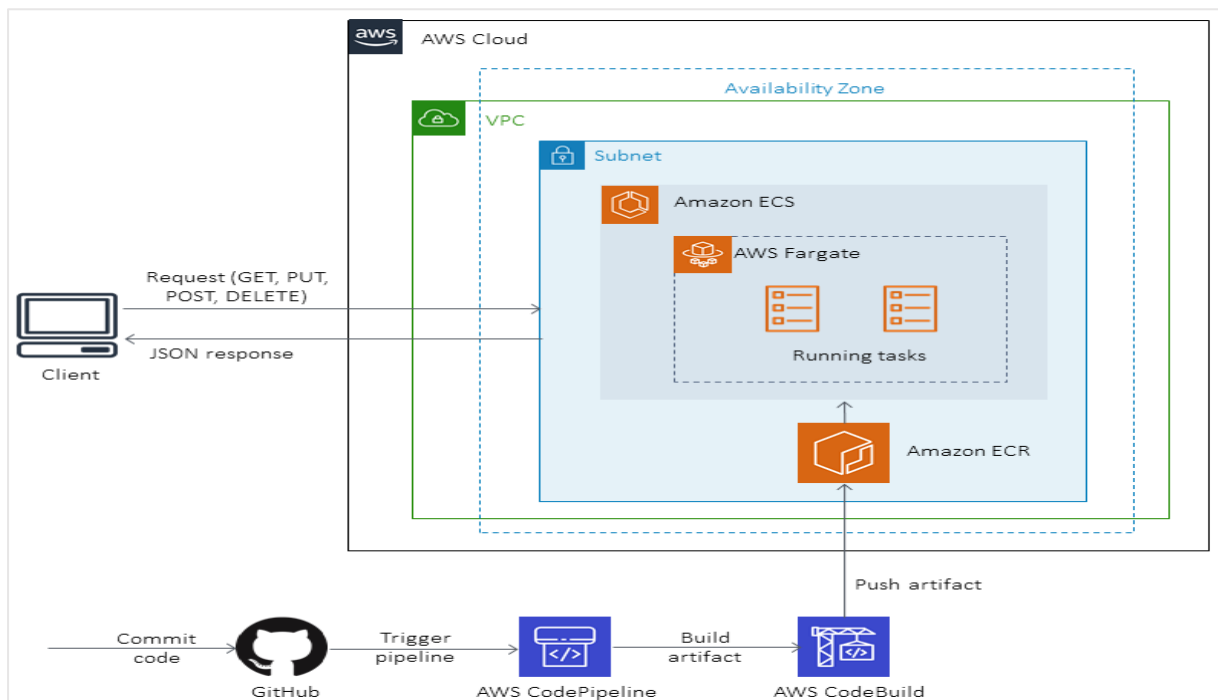 aws
AWS Cloud
Availability Zone
VPC
Subnet
Amazon ECS
AWS Fargate
Running tasks
Request (GET, PUT,
POST, DELETE)
JSON response
Client
Amazon ECR
Push artifact
Commit
code
GitHub
Trigger
pipeline
</>
AWS CodePipeline
Build
artifact
</>
AWS CodeBuild